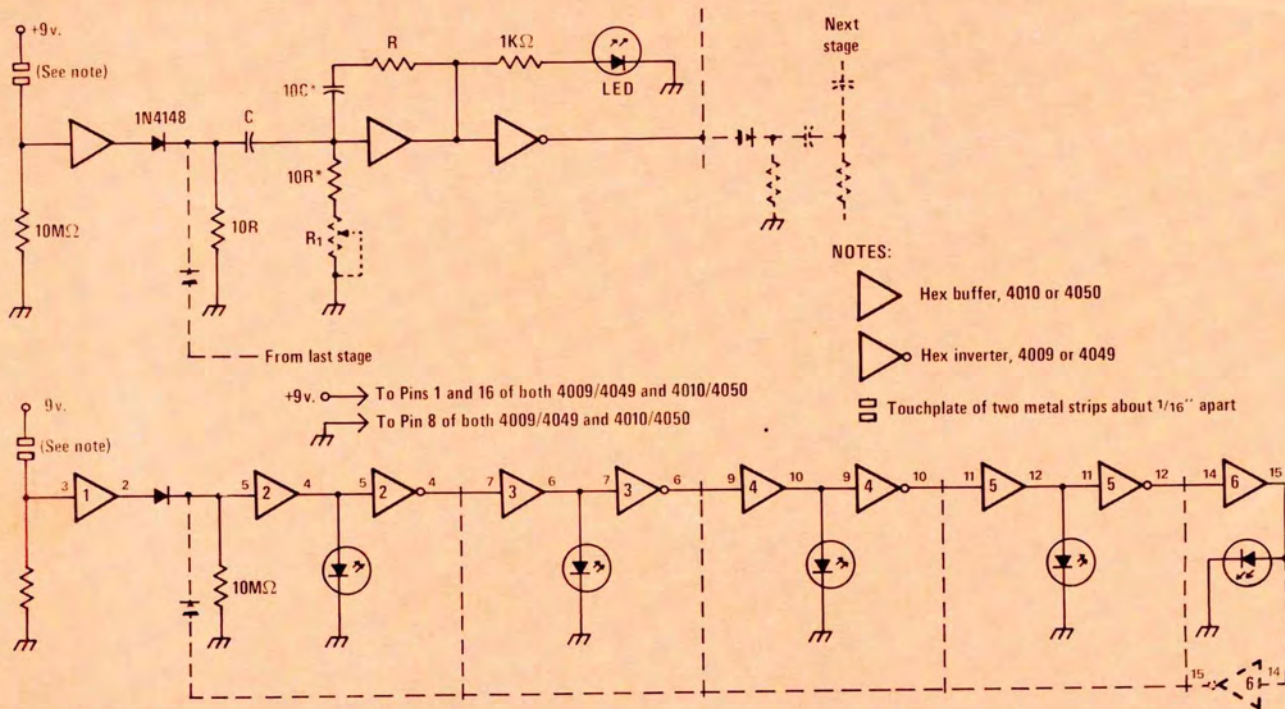 +9v.
(See note)
1N4148
C
10C*
R
1KΩ
LED
Next
stage
10MΩ
10R
10R*
R₁
From last stage
NOTES:
Hex buffer, 4010 or 4050
Hex inverter, 4009 or 4049
Touchplate of two metal strips about 1/16" apart
+9v. To Pins 1 and 16 of both 4009/4049 and 4010/4050
To Pin 8 of both 4009/4049 and 4010/4050
9v.
(See note)
3 1 2 5 2 4 5 2 4 7 3 6 7 3 6 9 4 10 9 4 10 11 5 12 11 5 12 14 6 15
10MΩ
15 6 14